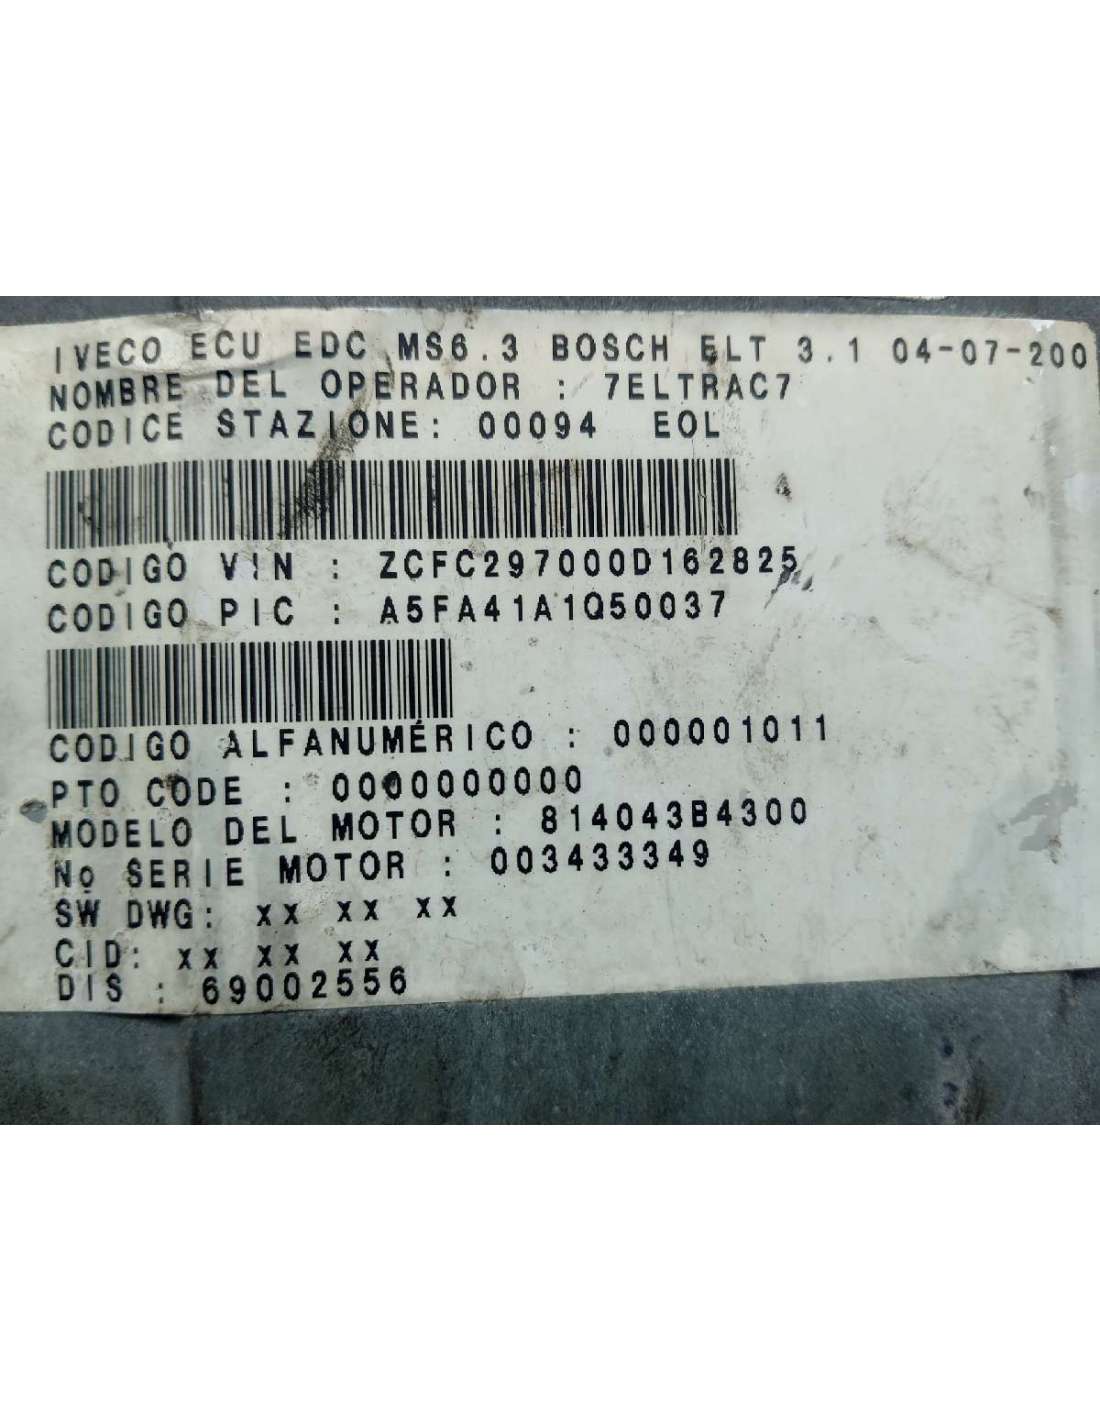 IVECO ECU EDC MS6.3 BOSCH ELT 3.1 04-07-200
NOMBRE DEL OPERADOR : 7ELTRAC7
CODICE STAZIONE: 00094 EOL
CODIGO VIN : ZCFC297000D162825
CODIGO PIC : A5FA41A1Q50037
CODIGO ALFANUMÉRICO : 000001011
PTO CODE : 0000000000
MODELO DEL MOTOR : 814043B4300
Nº SERIE MOTOR : 003433349
SW DWG: XX XX XX
CID: XX XX XX
DIS : 69002556